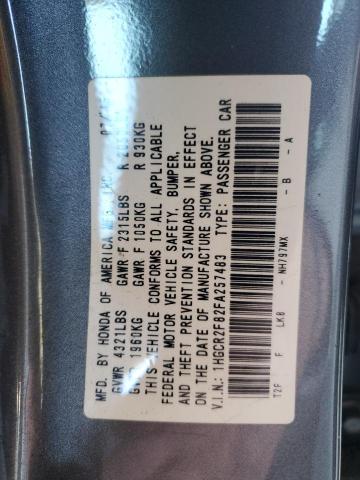 MFD. BY HONDA OF AMERICA MFG., INC.
GVWR 4321LBS GAWR F 2315LBS R
1960KG GAWR F 1050KG R 930KG
THIS VEHICLE CONFORMS TO ALL APPLICABLE
FEDERAL MOTOR VEHICLE SAFETY, BUMPER,
AND THEFT PREVENTION STANDARDS IN EFFECT
ON THE DATE OF MANUFACTURE SHOWN ABOVE.
V.I.N.: 1HGCR2F82FA257483 TYPE: PASSENGER CAR
T2F F LKB NH797MX - B - A